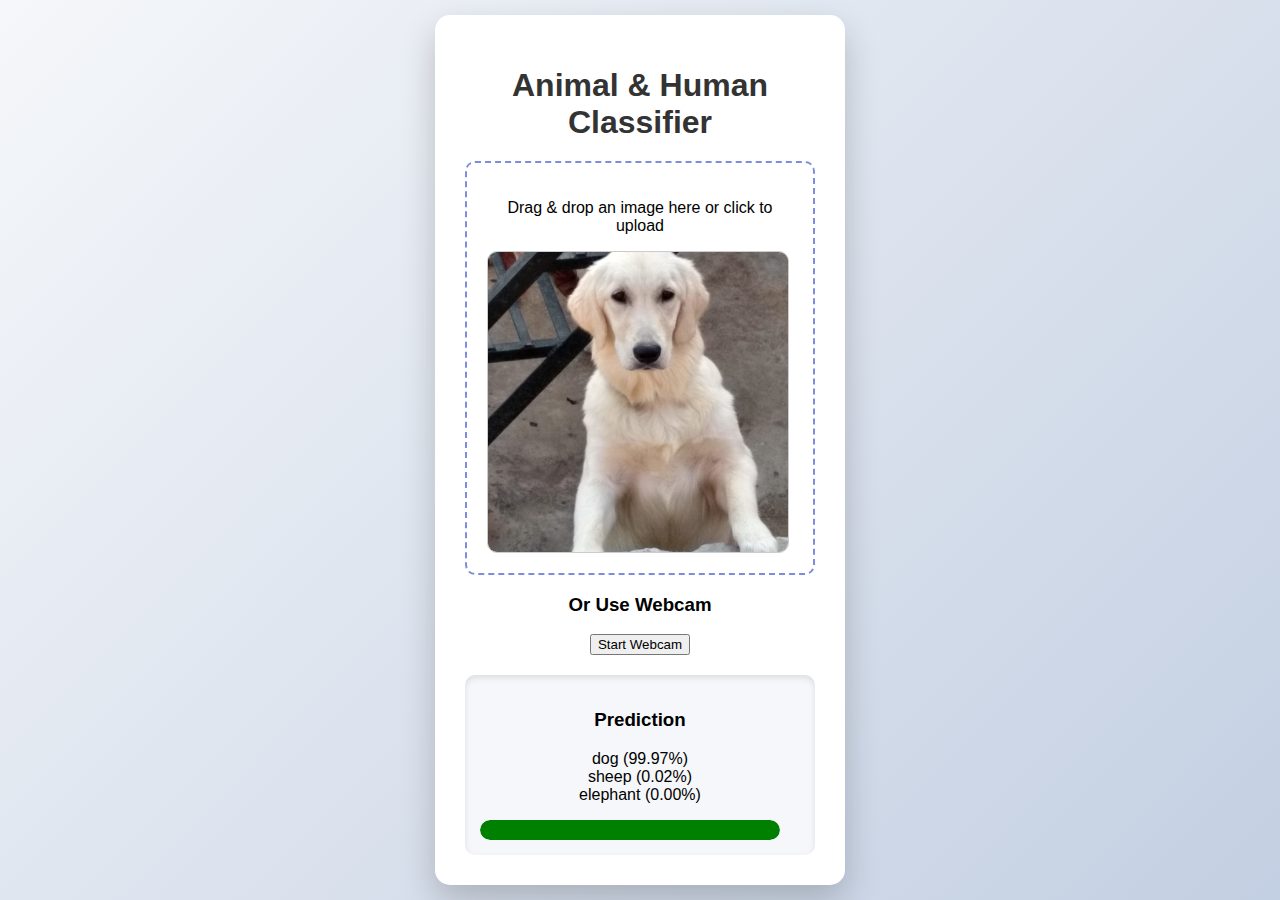 Animal & Human
Classifier
Drag & drop an image here or click to
upload
Or Use Webcam
Start Webcam
Prediction
dog (99.97%)
sheep (0.02%)
elephant (0.00%)